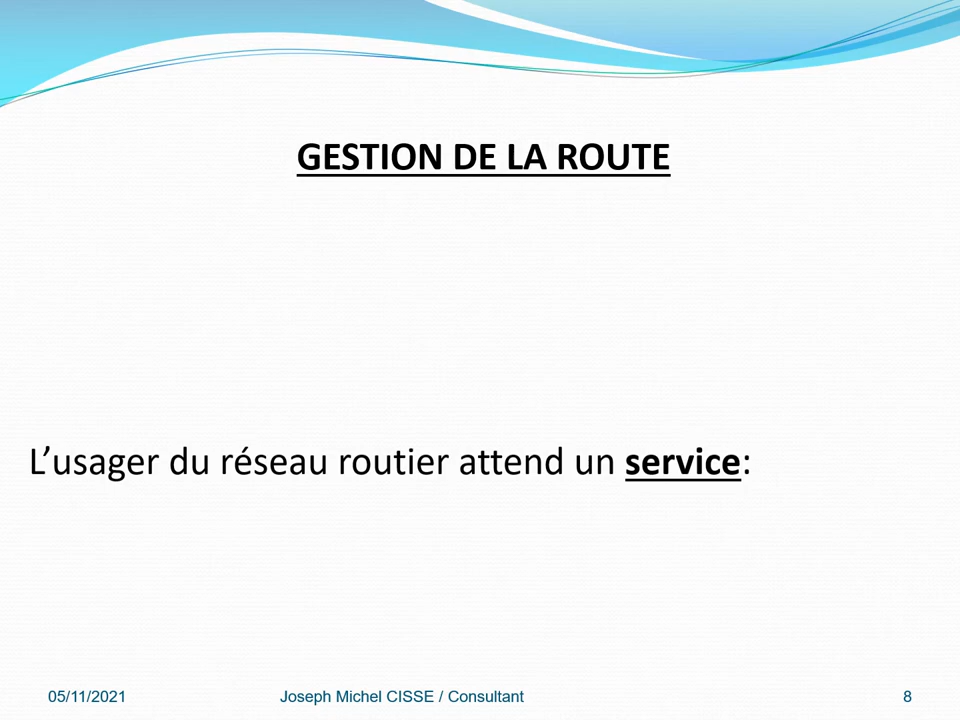 GESTION DE LA ROUTE
L’usager du réseau routier attend un service:
05/11/2021
Joseph Michel CISSE / Consultant
8